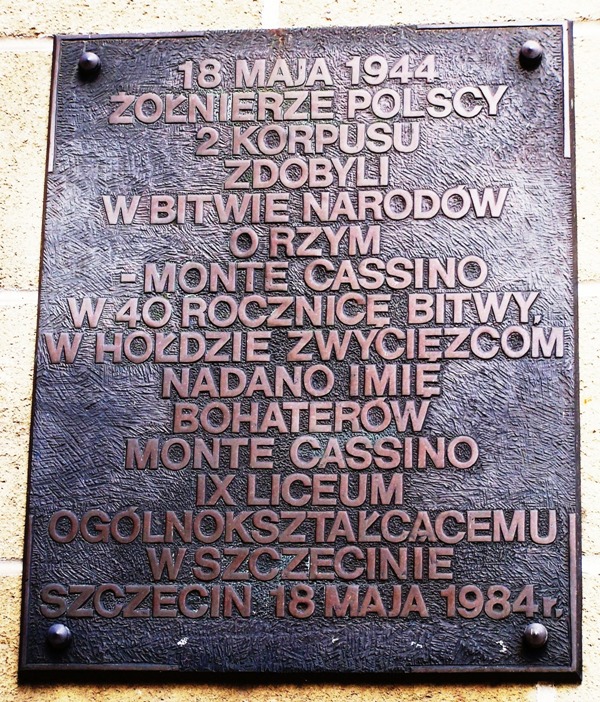 18 MAJA 1944
ŻOŁNIERZE POLSCY
2 KORPUSU
ZDOBYLI
W BITWIE NARODÓW
O RZYM
- MONTE CASSINO
W 40 ROCZNICĘ BITWY,
W HOŁDZIE ZWYCIĘZCOM
NADANO IMIĘ
BOHATERÓW
MONTE CASSINO
IX LICEUM
OGÓLNOKSZTAŁCĄCEMU
W SZCZECINIE
SZCZECIN 18 MAJA 1984 r.